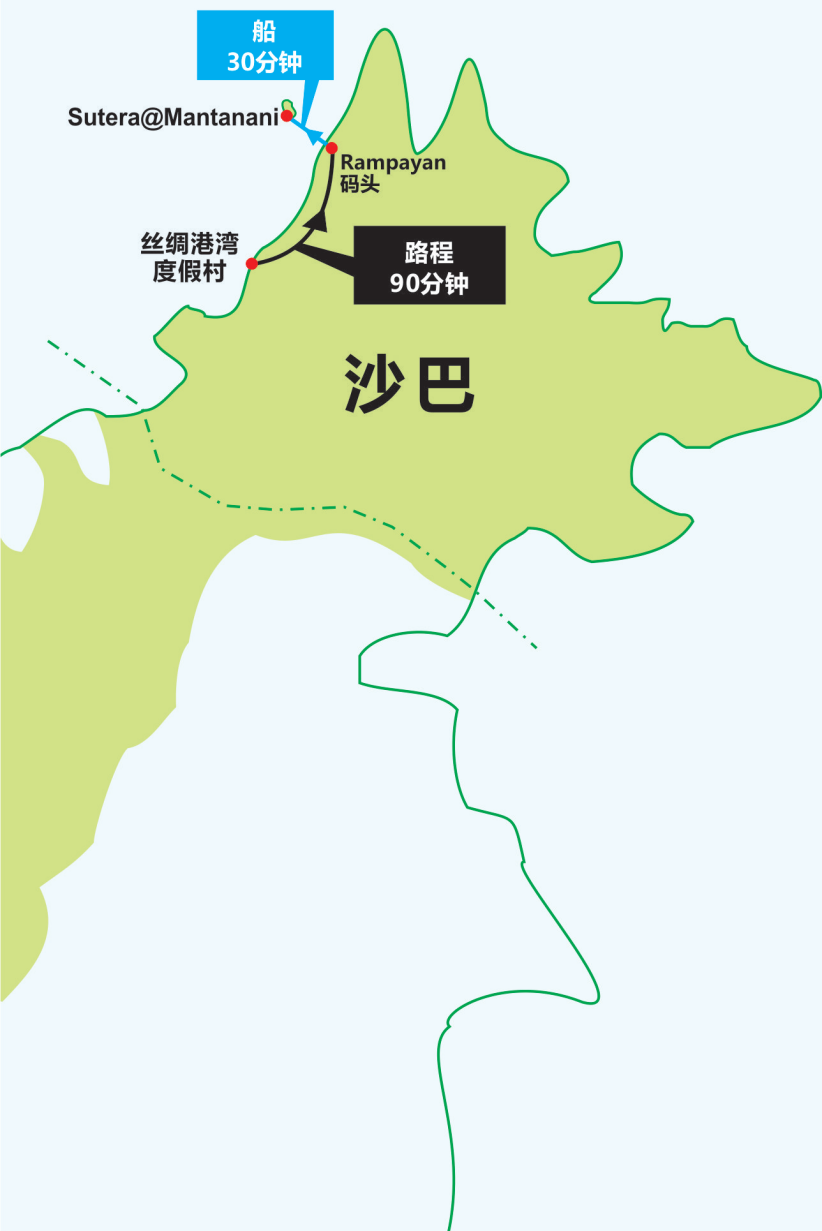 船
30分钟
Sutera@Mantanani
Rampayan
码头
丝绸港湾
度假村
路程
90分钟
沙巴